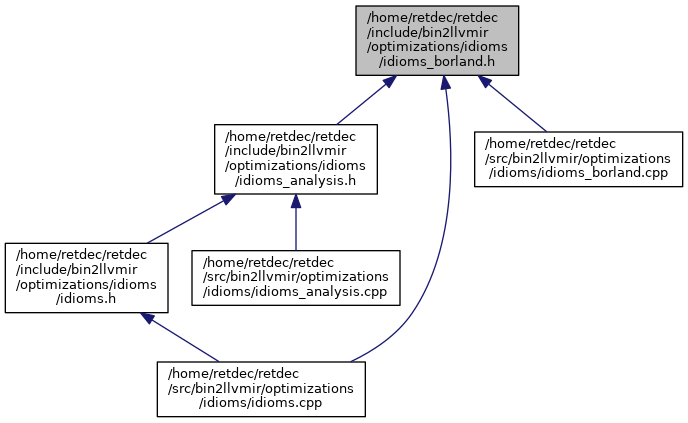 /home/retdec/retdec
/include/bin2llvmir
/optimizations/idioms
/idioms_borland.h
/home/retdec/retdec
/include/bin2llvmir
/optimizations/idioms
/idioms_analysis.h
/home/retdec/retdec
/src/bin2llvmir/optimizations
/idioms/idioms_borland.cpp
/home/retdec/retdec
/include/bin2llvmir
/optimizations/idioms
/idioms.h
/home/retdec/retdec
/src/bin2llvmir/optimizations
/idioms/idioms_analysis.cpp
/home/retdec/retdec
/src/bin2llvmir/optimizations
/idioms/idioms.cpp